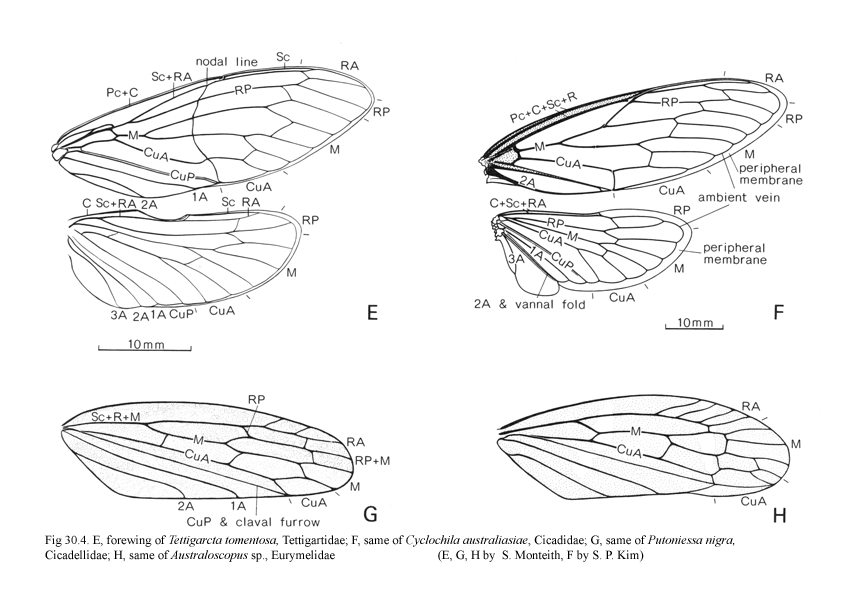 nodal line Sc RA
Sc+RA
Pc+C
RP
RP
M
M
CuA
CuP
1A CuA
C Sc+RA 2A Sc RA
RP
M
3A 2A 1A CuP CuA
E
10mm
RA
Pc+C+Sc+R
RP
RP
M
M
CuA
2A
CuA
peripheral
membrane
ambient vein
C+Sc+RA
RP
RP
M
CuA
1A
CuP
3A
M
CuA
peripheral
membrane
2A & vannal fold
F
10mm
RP
Sc+R+M
M
RA
CuA
RP+M
M
2A 1A CuA
CuP & claval furrow
G
RA
M
M
CuA
CuA
H
Fig 30.4. E, forewing of Tettigarcta tomentosa, Tettigartidae; F, same of Cyclochila australiasiae, Cicadidae; G, same of Putoniessa nigra,
Cicadellidae; H, same of Australoscopus sp., Eurymelidae (E, G, H by S. Monteith, F by S. P. Kim)